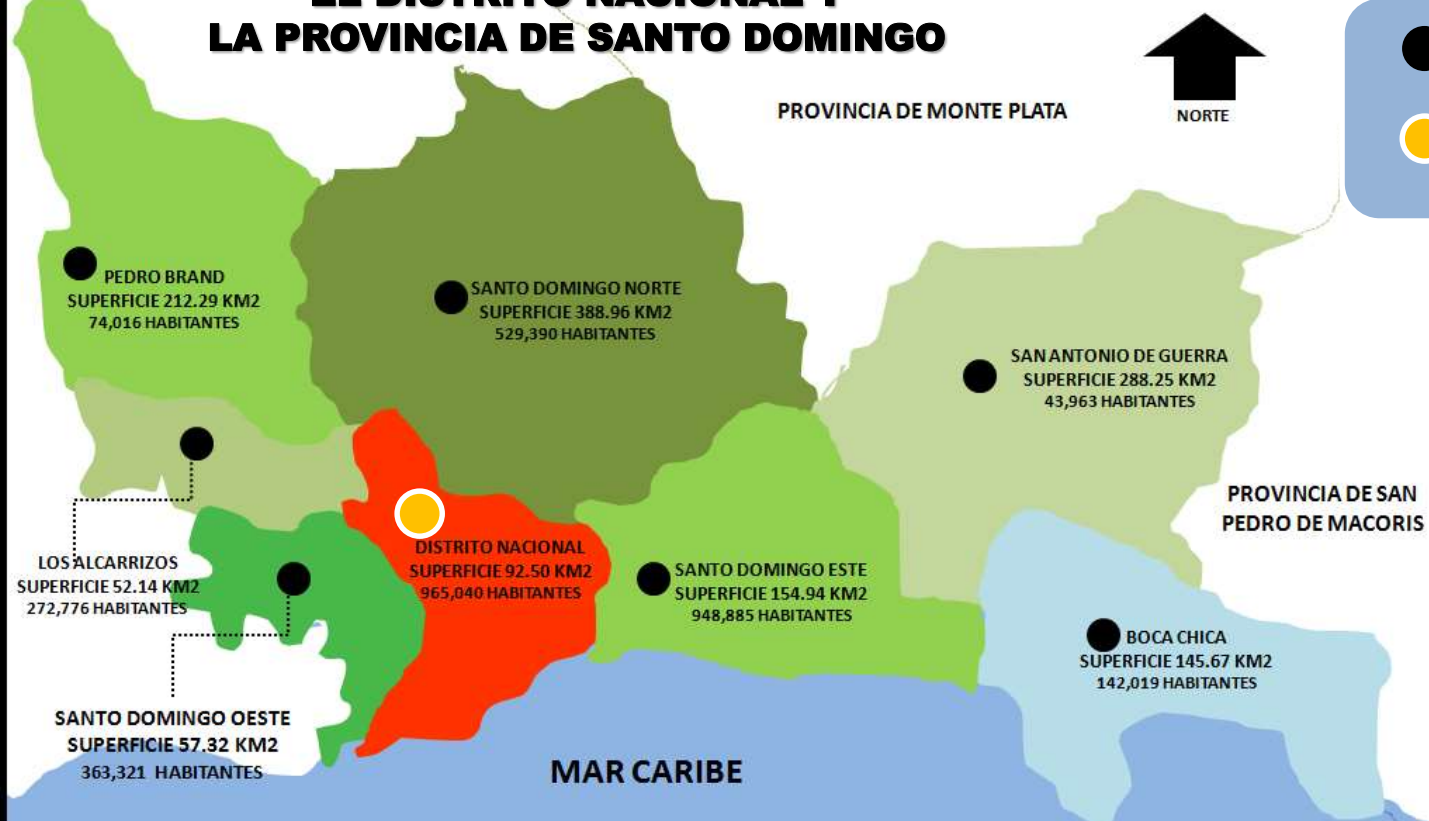 EL DISTRITO NACIONAL Y
LA PROVINCIA DE SANTO DOMINGO
PROVINCIA DE MONTE PLATA
NORTE
PEDRO BRAND
SUPERFICIE 212.29 KM2
74,016 HABITANTES
SANTO DOMINGO NORTE
SUPERFICIE 388.96 KM2
529,390 HABITANTES
SAN ANTONIO DE GUERRA
SUPERFICIE 288.25 KM2
43,963 HABITANTES
PROVINCIA DE SAN
PEDRO DE MACORIS
LOS ALCARRIZOS
SUPERFICIE 52.14 KM2
272,776 HABITANTES
DISTRITO NACIONAL
SUPERFICIE 92.50 KM2
965,040 HABITANTES
SANTO DOMINGO ESTE
SUPERFICIE 154.94 KM2
948,885 HABITANTES
BOCA CHICA
SUPERFICIE 145.67 KM2
142,019 HABITANTES
SANTO DOMINGO OESTE
SUPERFICIE 57.32 KM2
363,321 HABITANTES
MAR CARIBE